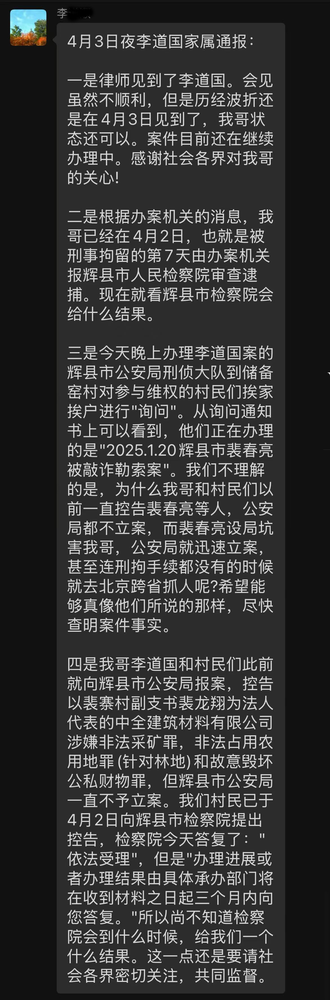 李
4月3日夜李道国家属通报：
一是律师见到了李道国。会见
虽然不顺利，但是历经波折还
是在4月3日见到了，我哥状
态还可以。案件目前还在继续
办理中。感谢社会各界对我哥
的关心!
二是根据办案机关的消息，我
哥已经在4月2日，也就是被
刑事拘留的第7天由办案机关
报辉县市人民检察院审查逮
捕。现在就看辉县市检察院会
给什么结果。
三是今天晚上办理李道国案的
辉县市公安局刑侦大队到储备
窑村对参与维权的村民们挨家
挨户进行"询问"。从询问通知
书上可以看到，他们正在办理
的是"2025.1.20辉县市裴春亮
被敲诈勒索案"。我们不理解
的是，为什么我哥和村民们以
前一直控告裴春亮等人，公安
局都不立案，而裴春亮设局坑
害我哥，公安局就迅速立案，
甚至连刑拘手续都没有的时候
就去北京跨省抓人呢?希望能
够真像他们所说的那样，尽快
查明案件事实。
四是我哥李道国和村民们此前
就向辉县市公安局报案，控告
以裴寨村副支书裴龙翔为法人
代表的中全建筑材料有限公司
涉嫌非法采矿罪，非法占用农
用地罪(针对林地)和故意毁坏
公私财物罪，但辉县市公安局
一直不予立案。我们村民已于
4月2日向辉县市检察院提出
控告，检察院今天答复了："
依法受理"，但是"办理进展或
者办理结果由具体承办部门将
在收到材料之日起三个月内向
您答复。"所以尚不知道检察
院会到什么时候，给我们一个
什么结果。这一点还是要请社
会各界密切关注，共同监督。